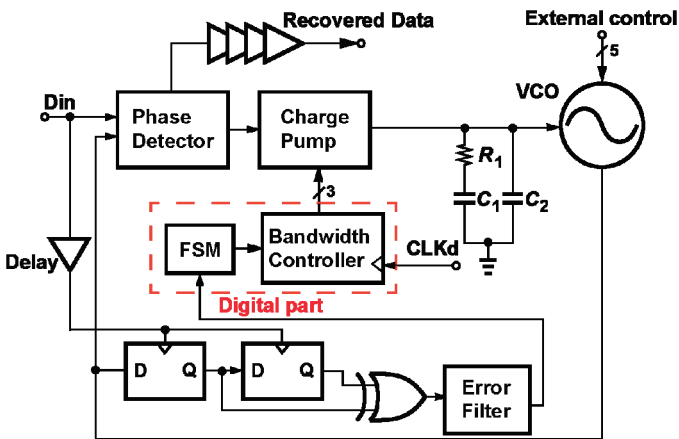 Recovered Data
External control
5
VCO
Din
Phase
Detector
Charge
Pump
R1
C1
C2
3
FSM
Bandwidth
Controller
CLKd
Delay
Digital part
D
Q
D
Q
Error
Filter